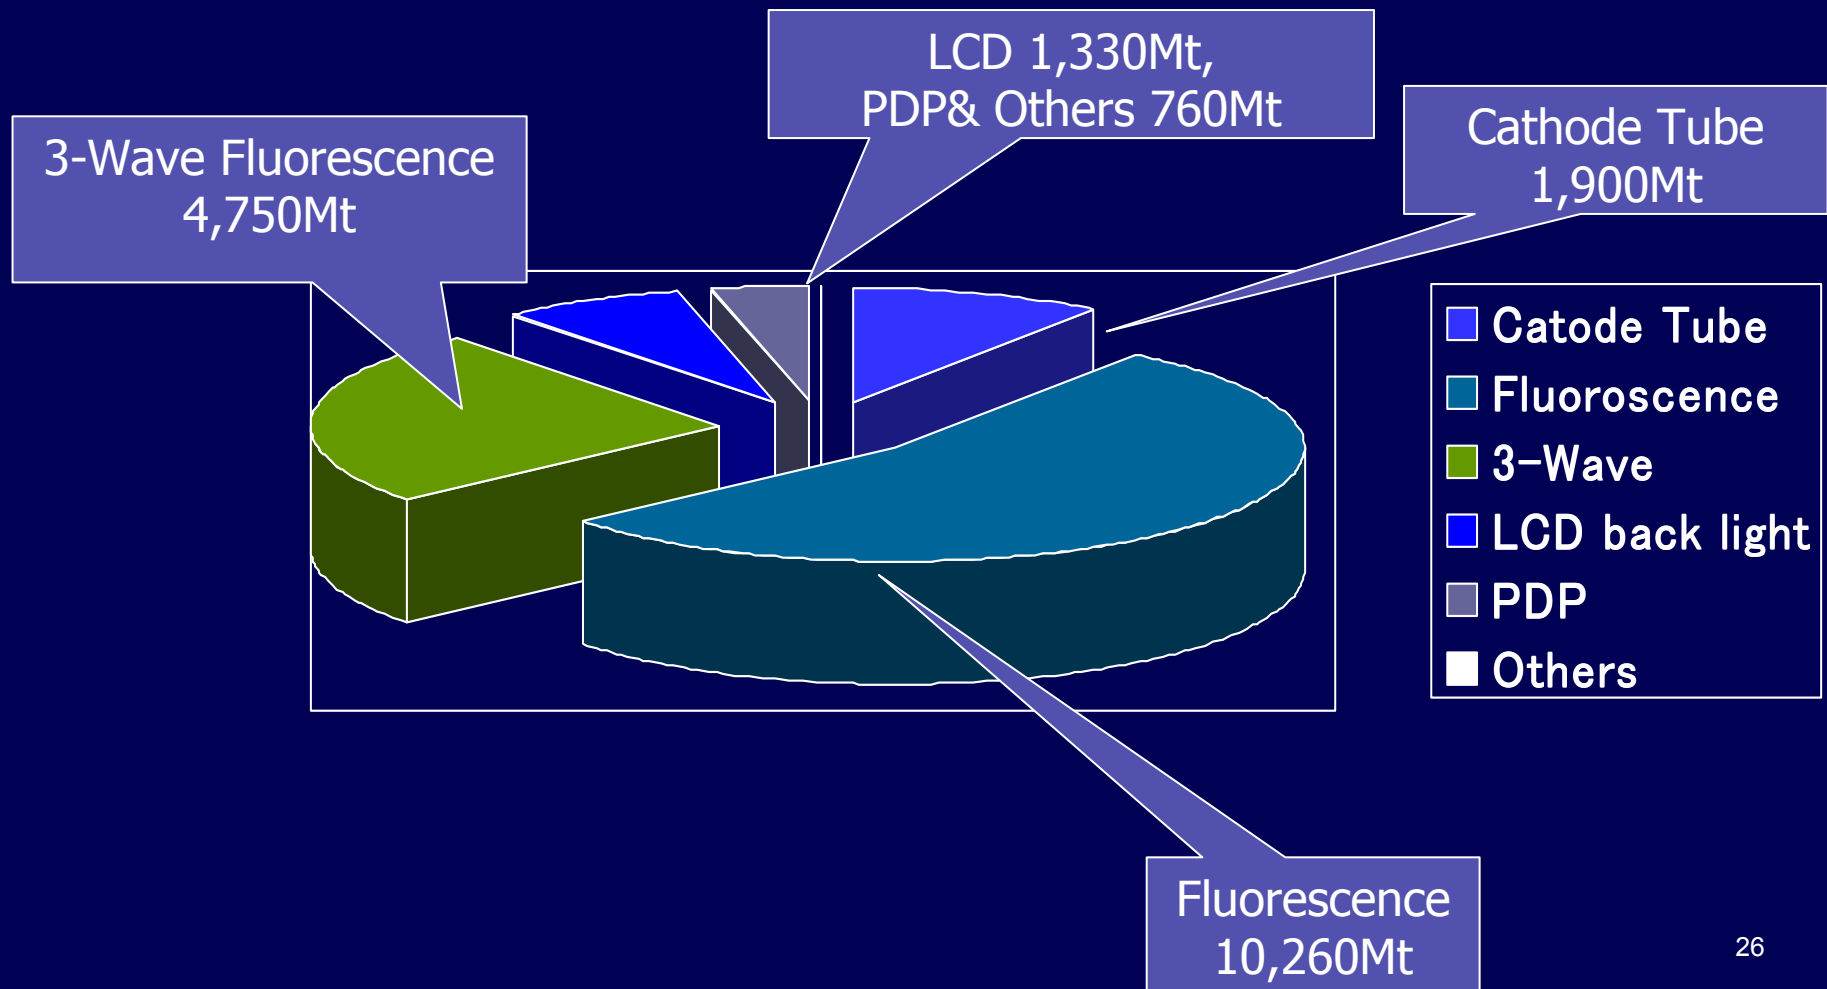 LCD 1,330Mt,
PDP& Others 760Mt
Cathode Tube
1,900Mt
3-Wave Fluorescence
4,750Mt
Catode Tube
Fluoroscence
3-Wave
LCD back light
PDP
Others
Fluorescence
10,260Mt
26